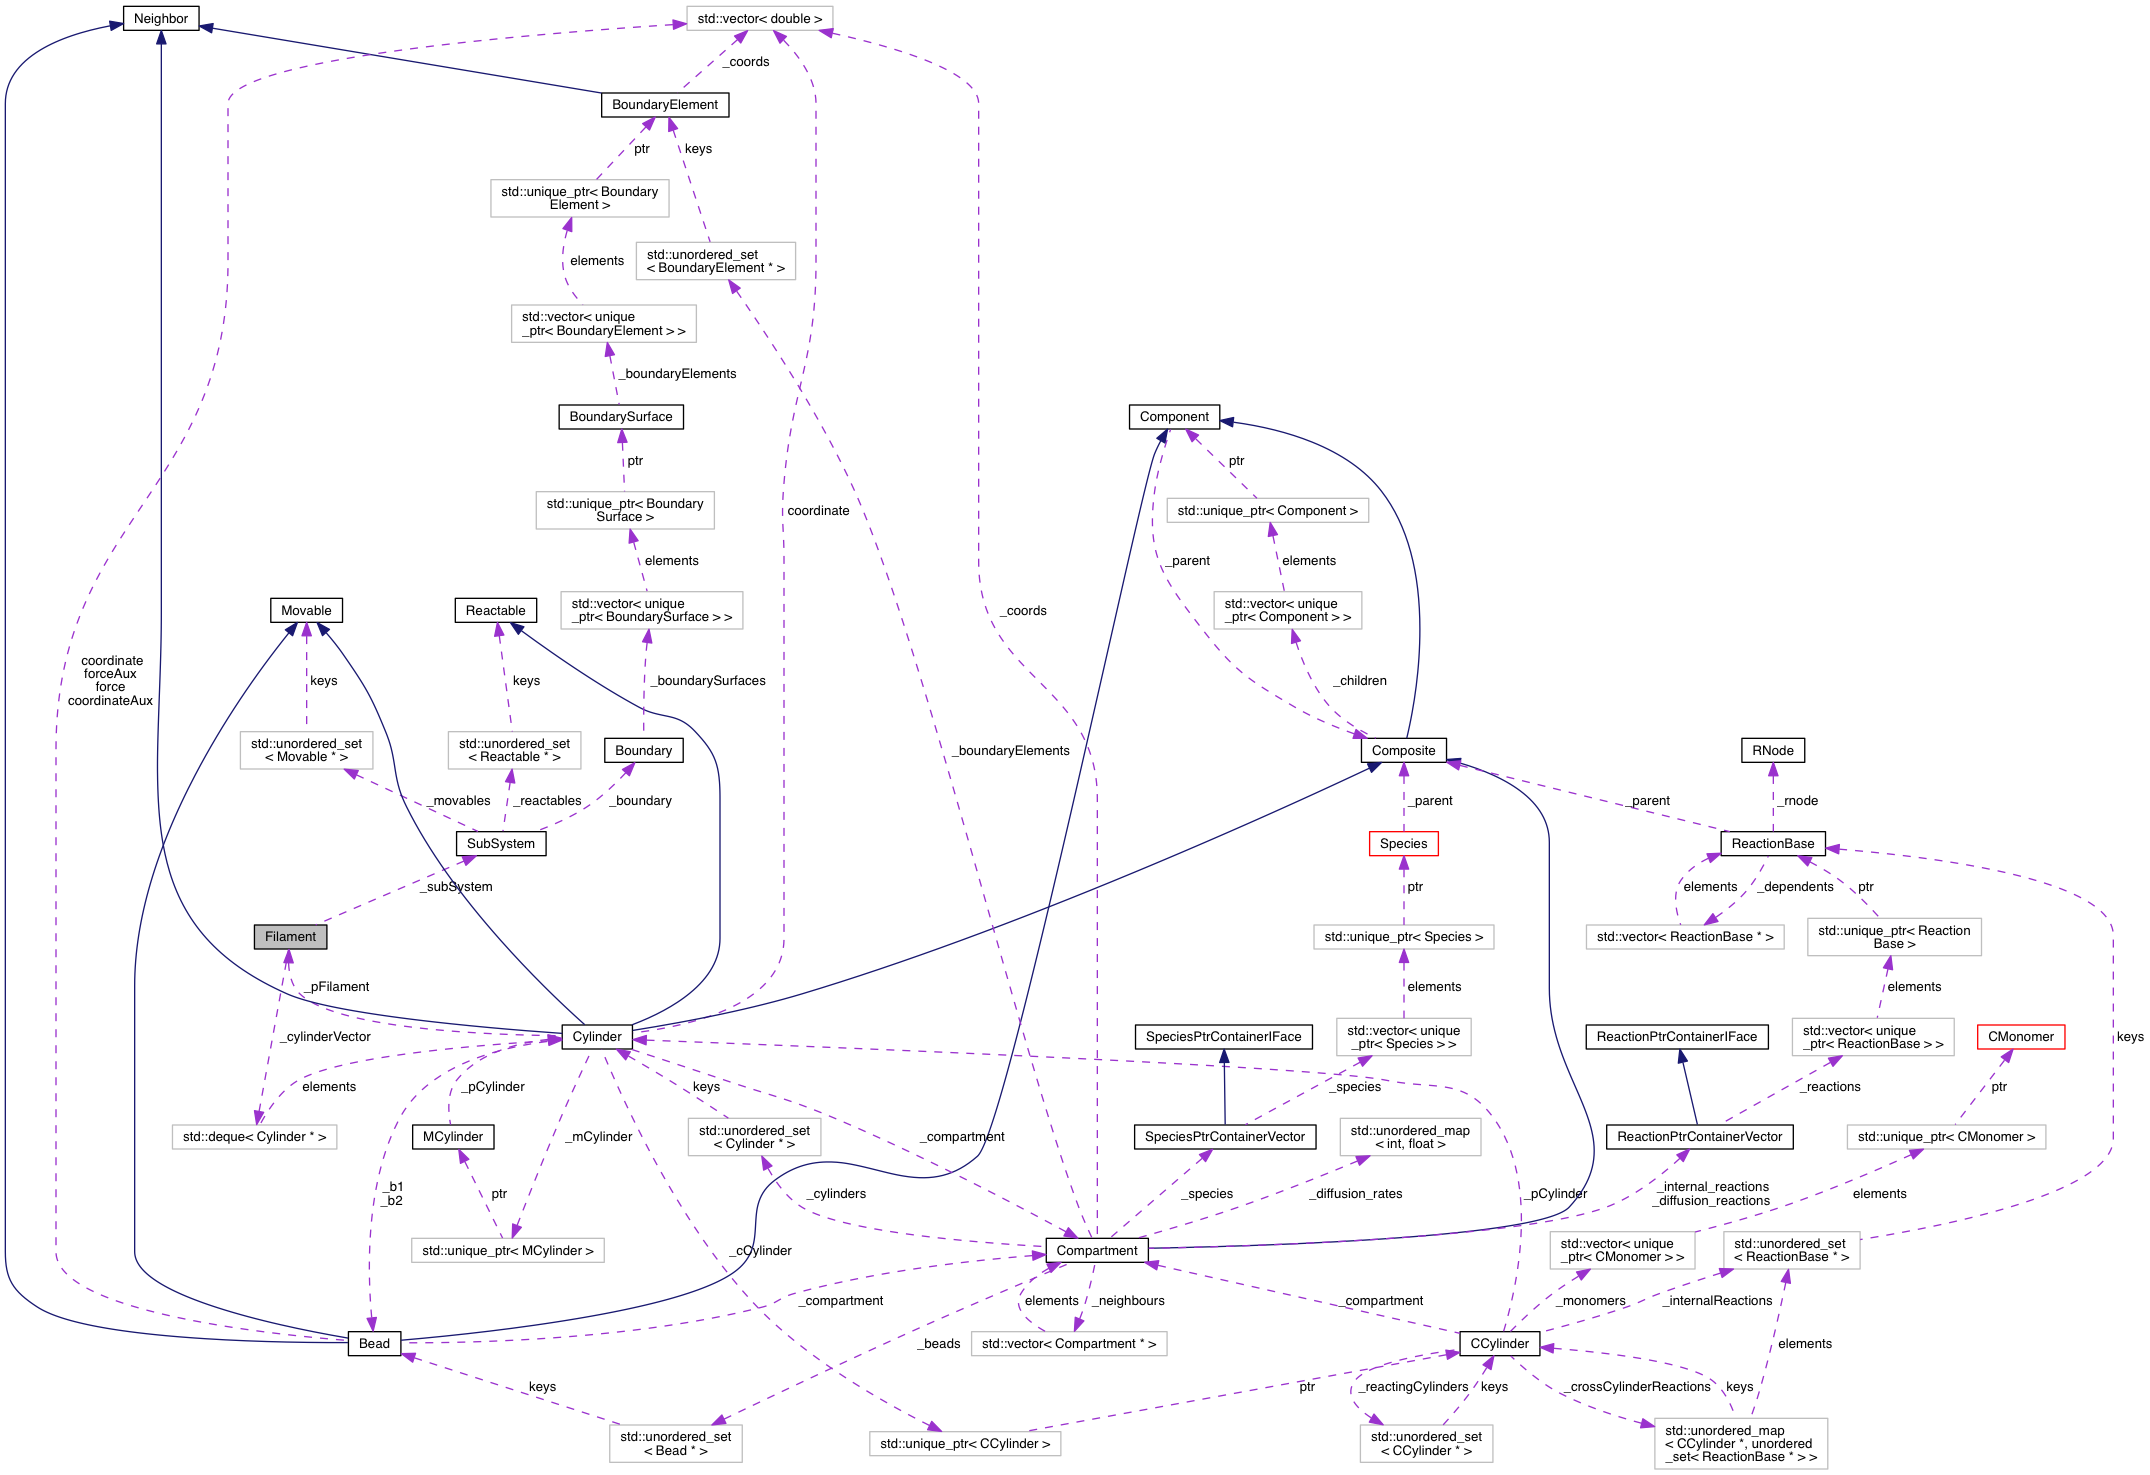 Neighbor
std::vector< double >
_coords
BoundaryElement
ptr
keys
std::unique_ptr< Boundary
Element >
std::unordered_set
< BoundaryElement * >
elements
std::vector< unique
_ptr< BoundaryElement > >
_boundaryElements
BoundarySurface
Component
ptr
ptr
std::unique_ptr< Boundary
Surface >
coordinate
std::unique_ptr< Component >
elements
_parent
elements
Movable
Reactable
std::vector< unique
_ptr< BoundarySurface > >
_coords
std::vector< unique
_ptr< Component > >
coordinate
forceAux
force
coordinateAux
keys
keys
_boundarySurfaces
_children
std::unordered_set
< Movable * >
std::unordered_set
< Reactable * >
Boundary
_boundaryElements
Composite
RNode
_movables
_reactables
_boundary
_parent
_parent
_rnode
SubSystem
Species
ReactionBase
_subSystem
ptr
elements
_dependents
ptr
Filament
std::unique_ptr< Species >
std::vector< ReactionBase * >
std::unique_ptr< Reaction
Base >
_pFilament
elements
elements
_cylinderVector
Cylinder
SpeciesPtrContainerIFace
std::vector< unique
_ptr< Species > >
ReactionPtrContainerIFace
std::vector< unique
_ptr< ReactionBase > >
CMonomer
keys
elements
_pCylinder
keys
_species
_reactions
ptr
std::deque< Cylinder * >
MCylinder
_mCylinder
std::unordered_set
< Cylinder * >
_compartment
SpeciesPtrContainerVector
std::unordered_map
< int, float >
ReactionPtrContainerVector
std::unique_ptr< CMonomer >
_b1
_b2
ptr
_cylinders
_species
_diffusion_rates
_pCylinder
_internal_reactions
_diffusion_reactions
elements
std::unique_ptr< MCylinder >
_cCylinder
Compartment
std::vector< unique
_ptr< CMonomer > >
std::unordered_set
< ReactionBase * >
_compartment
elements
_neighbours
_compartment
_monomers
_internalReactions
Bead
_beads
std::vector< Compartment * >
CCylinder
elements
keys
ptr
_reactingCylinders
keys
_crossCylinderReactions
keys
std::unordered_set
< Bead * >
std::unique_ptr< CCylinder >
std::unordered_set
< CCylinder * >
std::unordered_map
< CCylinder *, unordered
_set< ReactionBase * > >